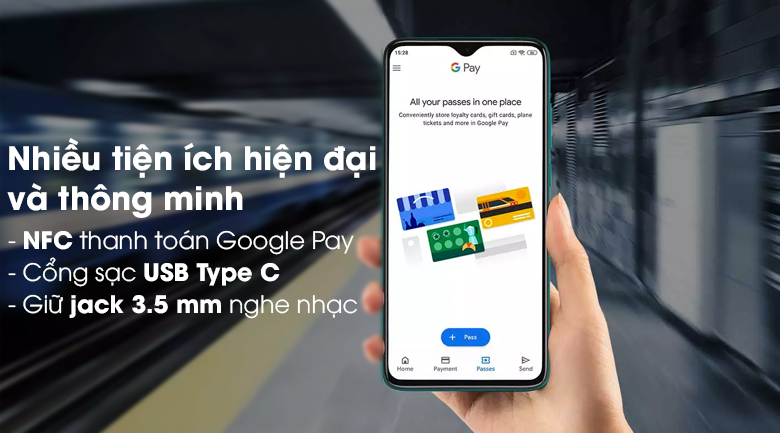 Nhiều tiện ích hiện đại
và thông minh
- NFC thanh toán Google Pay
- Cổng sạc USB Type C
- Giữ jack 3.5 mm nghe nhạc
15:28
G Pay
All your passes in one place
Conveniently store loyalty cards, gift cards, plane
tickets and more in Google Pay
+ Pass
Home Payment Passes Send